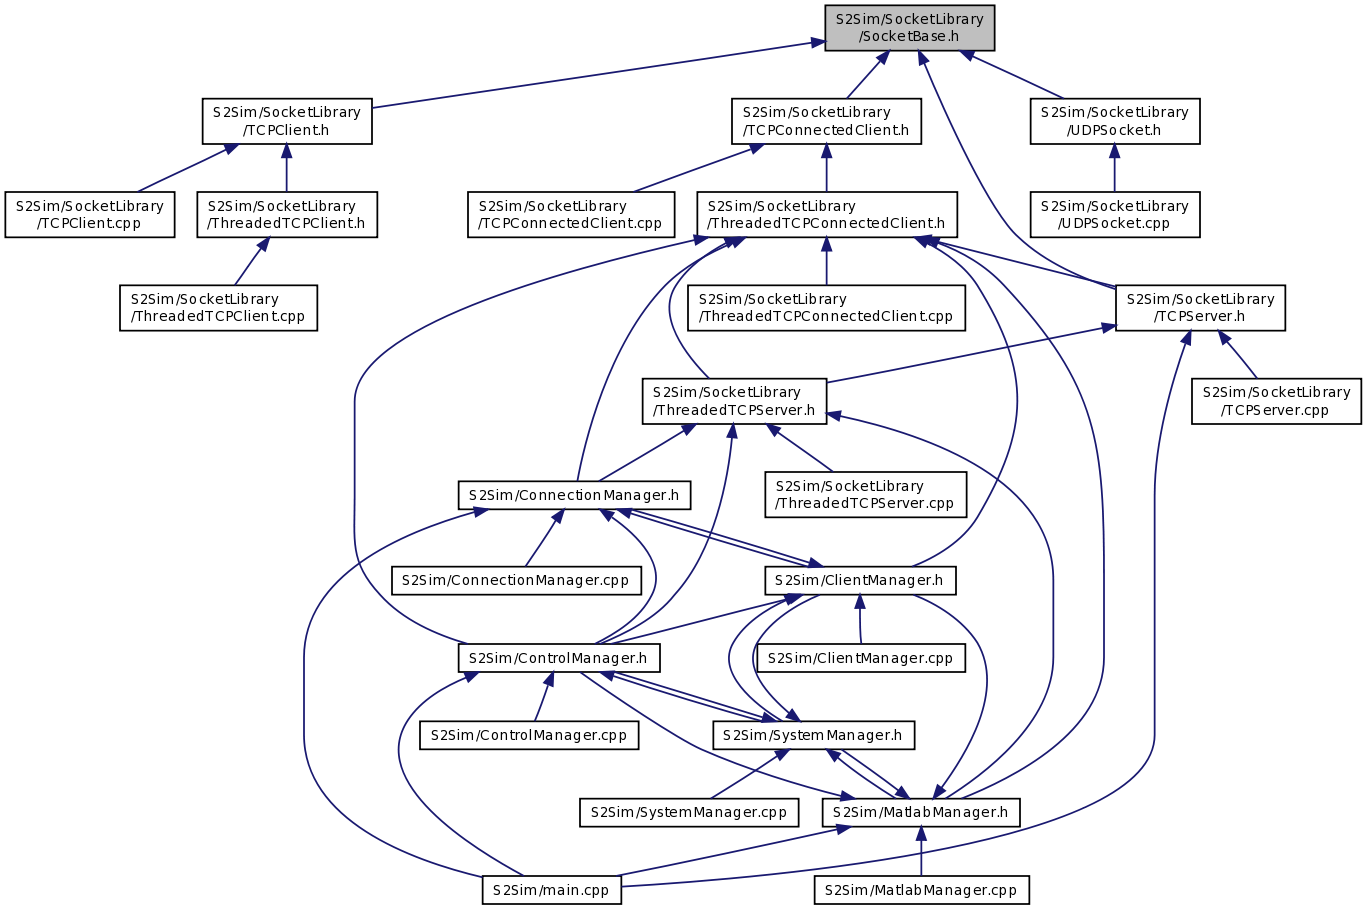 S2Sim/SocketLibrary
/SocketBase.h
S2Sim/SocketLibrary
/TCPClient.h
S2Sim/SocketLibrary
/TCPConnectedClient.h
S2Sim/SocketLibrary
/UDPSocket.h
S2Sim/SocketLibrary
/TCPClient.cpp
S2Sim/SocketLibrary
/ThreadedTCPClient.h
S2Sim/SocketLibrary
/TCPConnectedClient.cpp
S2Sim/SocketLibrary
/ThreadedTCPConnectedClient.h
S2Sim/SocketLibrary
/UDPSocket.cpp
S2Sim/SocketLibrary
/ThreadedTCPClient.cpp
S2Sim/SocketLibrary
/ThreadedTCPConnectedClient.cpp
S2Sim/SocketLibrary
/TCPServer.h
S2Sim/SocketLibrary
/ThreadedTCPServer.h
S2Sim/SocketLibrary
/TCPServer.cpp
S2Sim/ConnectionManager.h
S2Sim/SocketLibrary
/ThreadedTCPServer.cpp
S2Sim/ConnectionManager.cpp
S2Sim/ClientManager.h
S2Sim/ControlManager.h
S2Sim/ClientManager.cpp
S2Sim/ControlManager.cpp
S2Sim/SystemManager.h
S2Sim/SystemManager.cpp
S2Sim/MatlabManager.h
S2Sim/main.cpp
S2Sim/MatlabManager.cpp